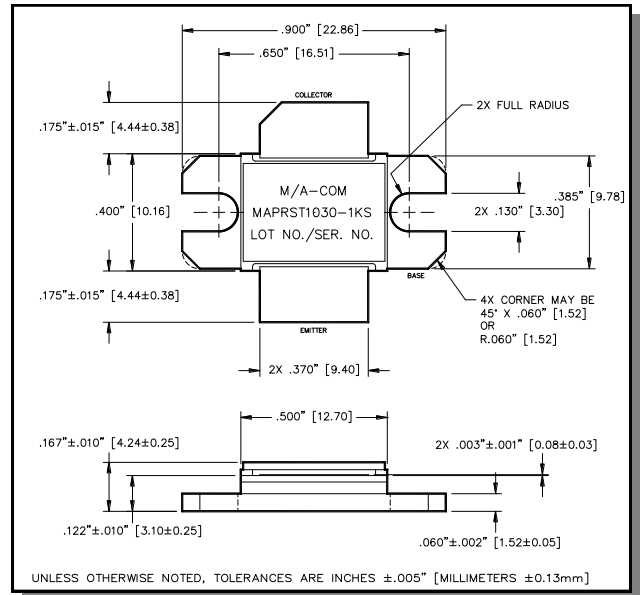 .900” [22.86]
.650” [16.51]
COLLECTOR
2X FULL RADIUS
.175”±.015” [4.44±0.38]
M/A-COM
MAPRST1030-1KS
LOT NO./SER. NO.
.385” [9.78]
.400” [10.16]
2X .130” [3.30]
BASE
.175”±.015” [4.44±0.38]
4X CORNER MAY BE
45° X .060” [1.52]
OR
R.060” [1.52]
EMITTER
2X .370” [9.40]
.500” [12.70]
.167”±.010” [4.24±0.25]
2X .003”±.001” [0.08±0.03]
.122”±.010” [3.10±0.25]
.060”±.002” [1.52±0.05]
UNLESS OTHERWISE NOTED, TOLERANCES ARE INCHES ±.005” [MILLIMETERS ±0.13mm]